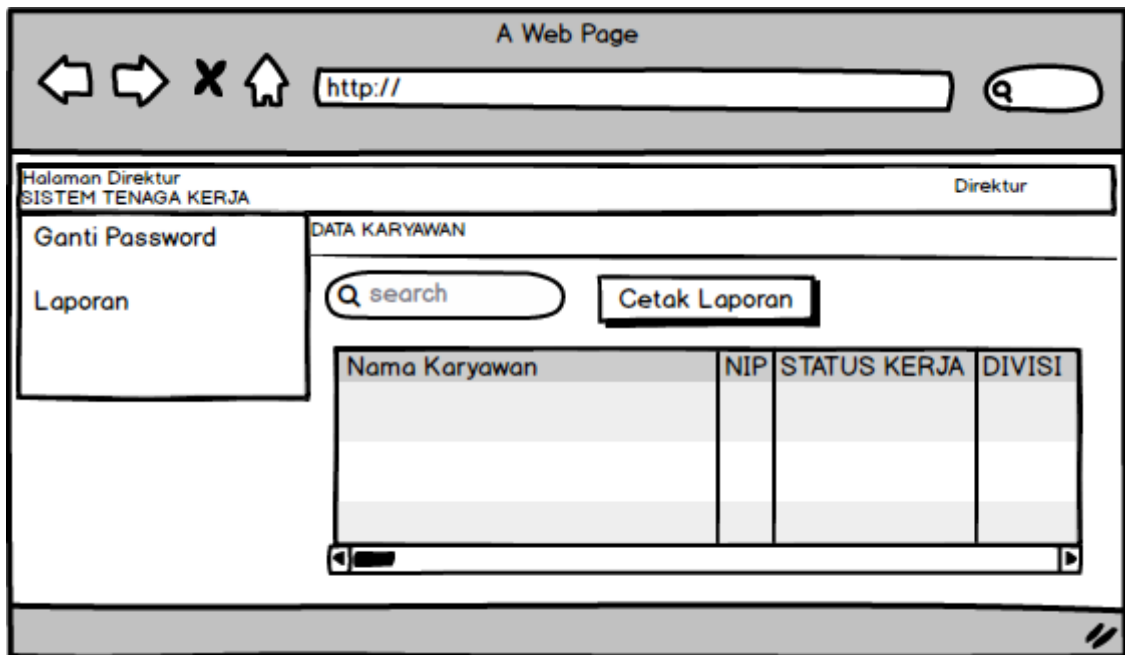 A Web Page
http://
Halaman Direktur
SISTEM TENAGA KERJA
Direktur
Ganti Password
Laporan
DATA KARYAWAN
search
Cetak Laporan
Nama Karyawan NIP STATUS KERJA DIVISI